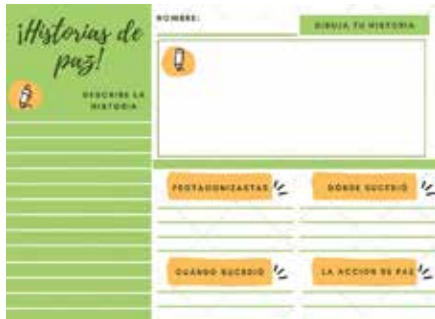 ¡Historias de
paz!
DESCRIBE LA
HISTORIA
NOMBRE:
DIBUJA TU HISTORIA
PROTAGONIZASTAS
DÓNDE SUCEDIÓ
CUÁNDO SUCEDIÓ
LA ACCIÓN DE PAZ